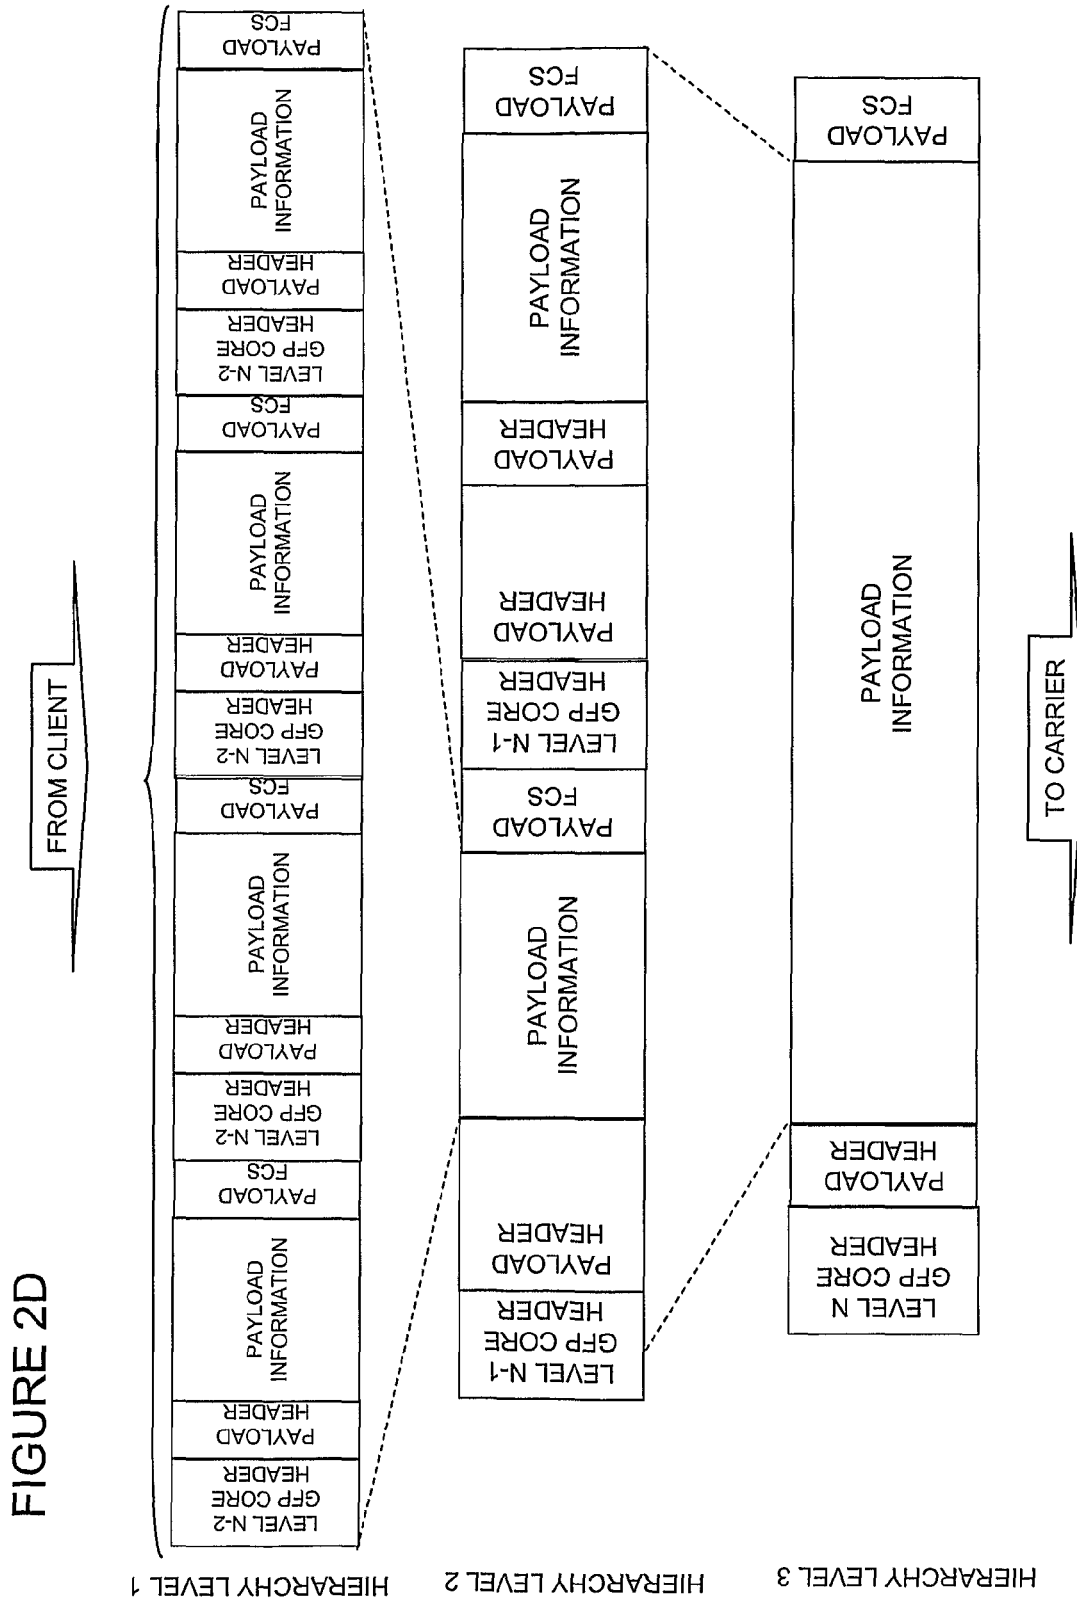 FIGURE 2D
FROM CLIENT
HIERARCHY LEVEL 1
LEVEL N-2
GFP CORE
HEADER
PAYLOAD
HEADER
PAYLOAD
INFORMATION
PAYLOAD
FCS
LEVEL N-2
GFP CORE
HEADER
PAYLOAD
HEADER
PAYLOAD
INFORMATION
PAYLOAD
FCS
LEVEL N-2
GFP CORE
HEADER
PAYLOAD
HEADER
PAYLOAD
INFORMATION
PAYLOAD
FCS
LEVEL N-2
GFP CORE
HEADER
PAYLOAD
HEADER
PAYLOAD
INFORMATION
PAYLOAD
FCS
HIERARCHY LEVEL 2
LEVEL N-1
GFP CORE
HEADER
PAYLOAD
HEADER
PAYLOAD
INFORMATION
PAYLOAD
FCS
LEVEL N-1
GFP CORE
HEADER
PAYLOAD
HEADER
PAYLOAD
HEADER
PAYLOAD
INFORMATION
PAYLOAD
FCS
HIERARCHY LEVEL 3
LEVEL N
GFP CORE
HEADER
PAYLOAD
HEADER
PAYLOAD
INFORMATION
PAYLOAD
FCS
TO CARRIER